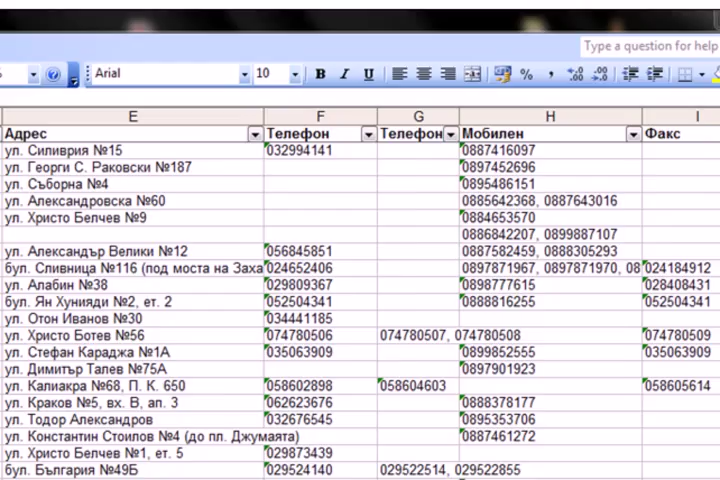 Type a question for help
% Arial 10 B I U % , .00 .00
E F G H I
Адрес Телефон Телефон Мобилен Факс
ул. Силиврия №15 032994141 0887416097
ул. Георги С. Раковски №187 0897452696
ул. Съборна №4 0895486151
ул. Александровска №60 0885642368, 0887643016
ул. Христо Белчев №9 0884653570
0886842207, 0899887107
ул. Александър Велики №12 056845851 0887582459, 0888305293
бул. Сливница №116 (под моста на Заха 024652406 0897871967, 0897871970, 08 024184912
ул. Алабин №38 029809367 0898777615 028408431
бул. Ян Хунияди №2, ет. 2 052504341 0888816255 052504341
ул. Отон Иванов №30 034441185
ул. Христо Ботев №56 074780506 074780507, 074780508 074780509
ул. Стефан Караджа №1А 035063909 0899852555 035063909
ул. Димитър Талев №75А 0897901923
ул. Калиакра №68, П. К. 650 058602898 058604603 058605614
ул. Краков №5, вх. В, ап. 3 062623676 0888378177
ул. Тодор Александров 032676545 0895353706
ул. Константин Стоилов №4 (до пл. Джумаята) 0887461272
ул. Христо Белчев №1, ет. 5 029873439
бул. България №49Б 029524140 029522514, 029522855